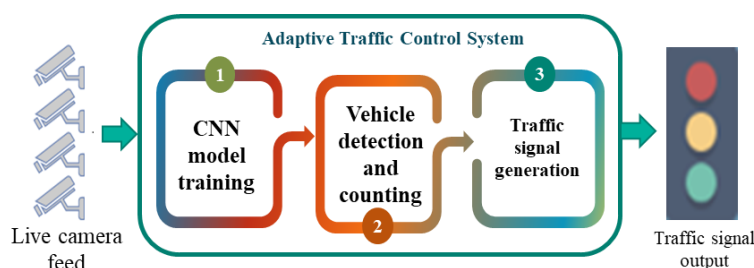 Adaptive Traffic Control System
1
CNN
model
training
Vehicle
detection
and
counting
2
3
Traffic
signal
generation
Live camera
feed
Traffic signal
output